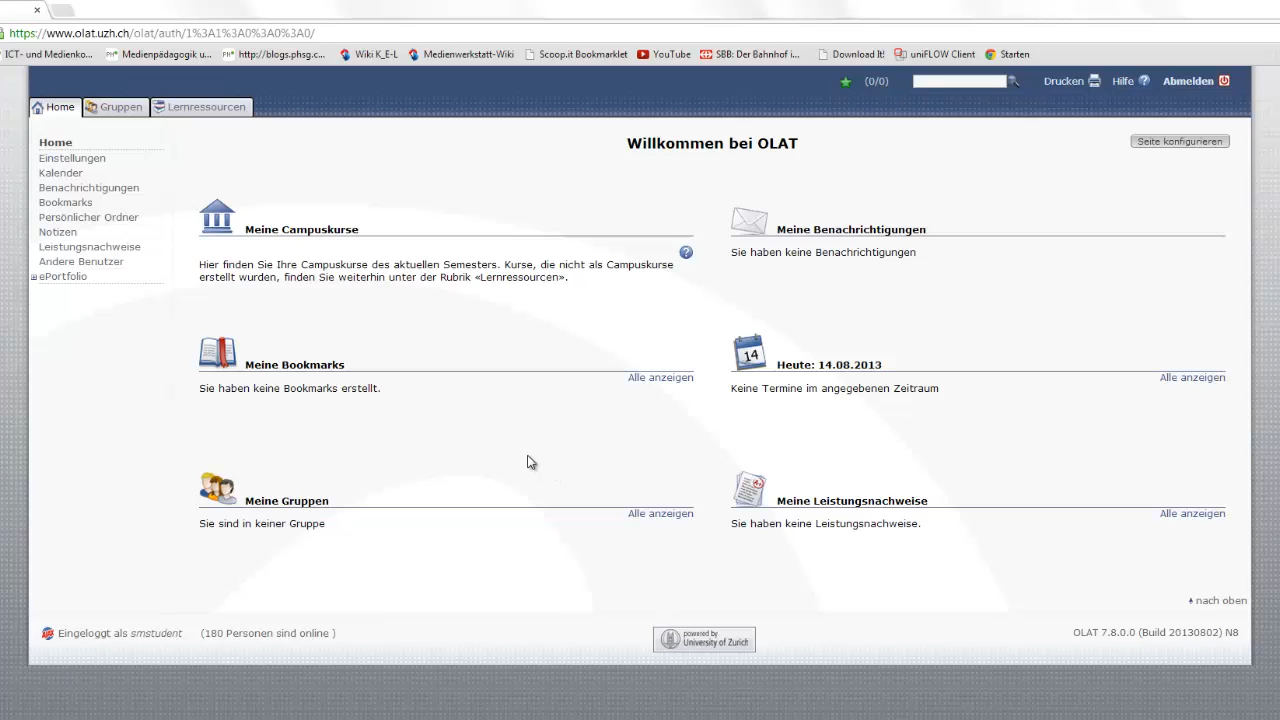 https://www.olat.uzh.ch/olat/auth/1%3A1%3A0%3A0%3A0/
ICT- und Medienko... Medienpädagogik u... http://blogs.phsg.c... Wiki K_E-L Medienwerkstatt-Wiki Scoop.it Bookmarklet YouTube SBB: Der Bahnhof i... Download It! uniFLOW Client Starten
(0/0) Drucken Hilfe Abmelden
Home Gruppen Lernressourcen
Home
Einstellungen
Kalender
Benachrichtigungen
Bookmarks
Persönlicher Ordner
Notizen
Leistungsnachweise
Andere Benutzer
ePortfolio
Willkommen bei OLAT
Seite konfigurieren
Meine Campuskurse
Hier finden Sie Ihre Campuskurse des aktuellen Semesters. Kurse, die nicht als Campuskurse
erstellt wurden, finden Sie weiterhin unter der Rubrik «Lernressourcen».
Meine Benachrichtigungen
Sie haben keine Benachrichtigungen
Meine Bookmarks
Alle anzeigen
Sie haben keine Bookmarks erstellt.
14
Heute: 14.08.2013
Alle anzeigen
Keine Termine im angegebenen Zeitraum
Meine Gruppen
Alle anzeigen
Sie sind in keiner Gruppe
Meine Leistungsnachweise
Alle anzeigen
Sie haben keine Leistungsnachweise.
nach oben
Eingeloggt als smstudent (180 Personen sind online )
powered by
University of Zurich
OLAT 7.8.0.0 (Build 20130802) N8